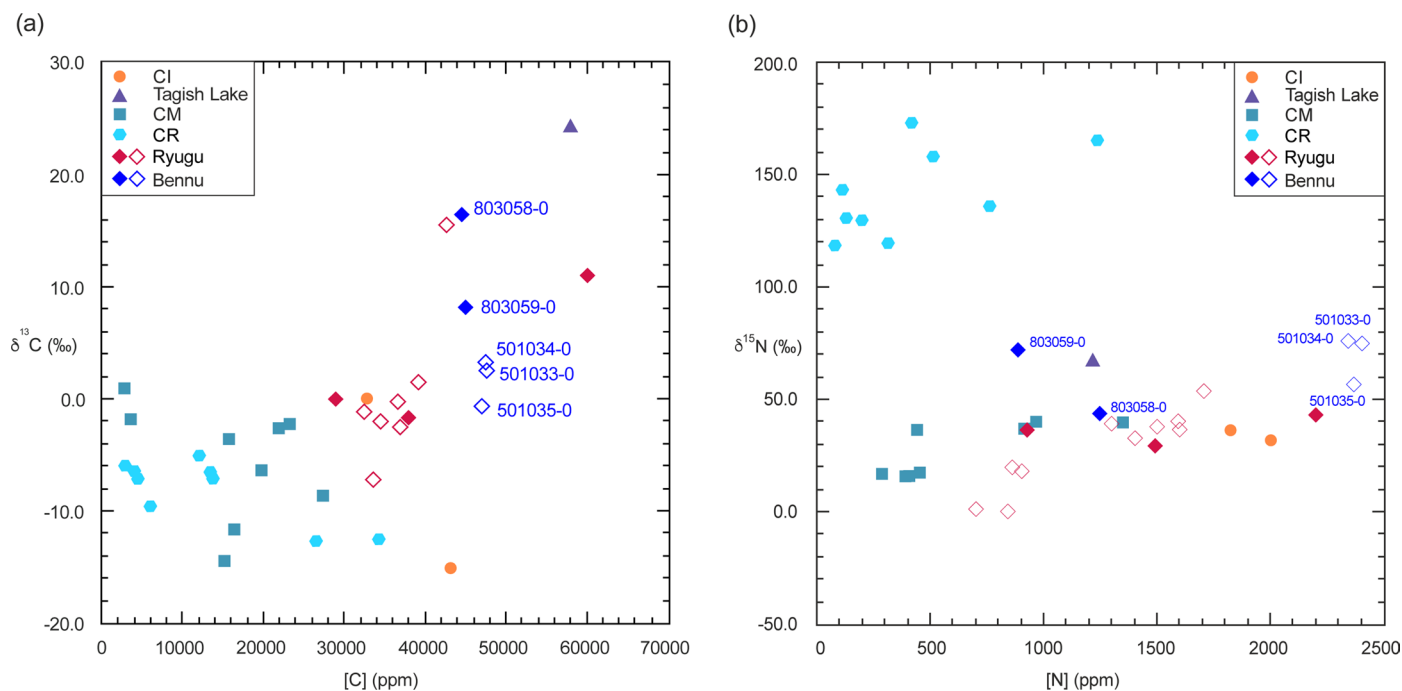 (a)
30.0
20.0
10.0
0.0
-10.0
-20.0
δ¹³C (‰)
0
10000
20000
30000
40000
50000
60000
70000
[C] (ppm)
CI
Tagish Lake
CM
CR
Ryugu
Bennu
803058-0
803059-0
501034-0
501033-0
501035-0
(b)
200.0
150.0
100.0
50.0
0.0
-50.0
δ¹⁵N (‰)
0
500
1000
1500
2000
2500
[N] (ppm)
CI
Tagish Lake
CM
CR
Ryugu
Bennu
501033-0
501034-0
803059-0
501035-0
803058-0